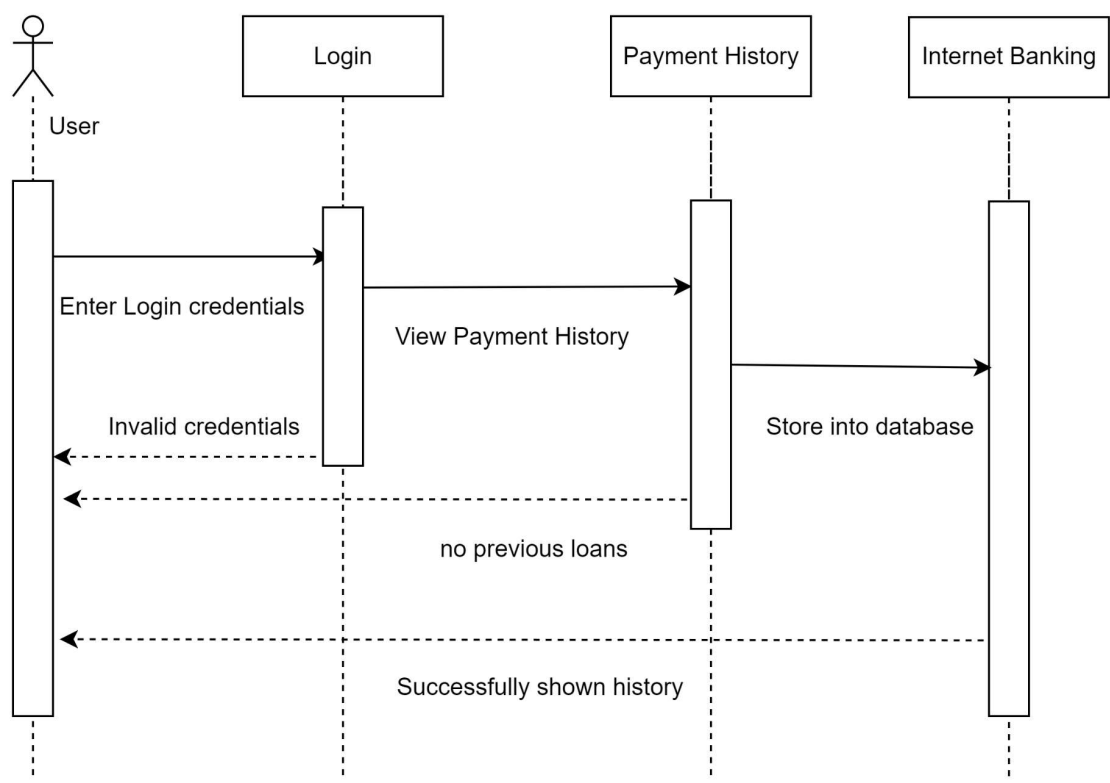 Login
Payment History
Internet Banking
User
Enter Login credentials
View Payment History
Invalid credentials
Store into database
no previous loans
Successfully shown history